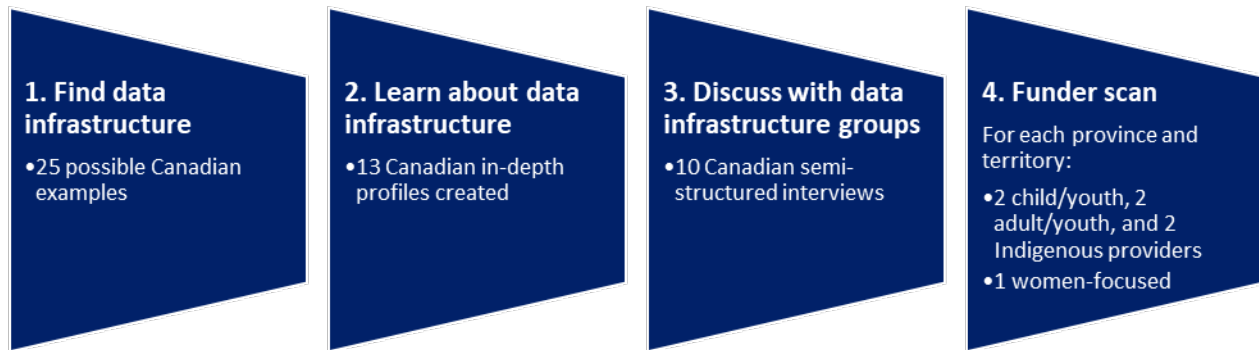 1. Find data
infrastructure
•25 possible Canadian
examples
2. Learn about data
infrastructure
•13 Canadian in-depth
profiles created
3. Discuss with data
infrastructure groups
•10 Canadian semi-
structured interviews
4. Funder scan
For each province and
territory:
•2 child/youth, 2
adult/youth, and 2
Indigenous providers
•1 women-focused